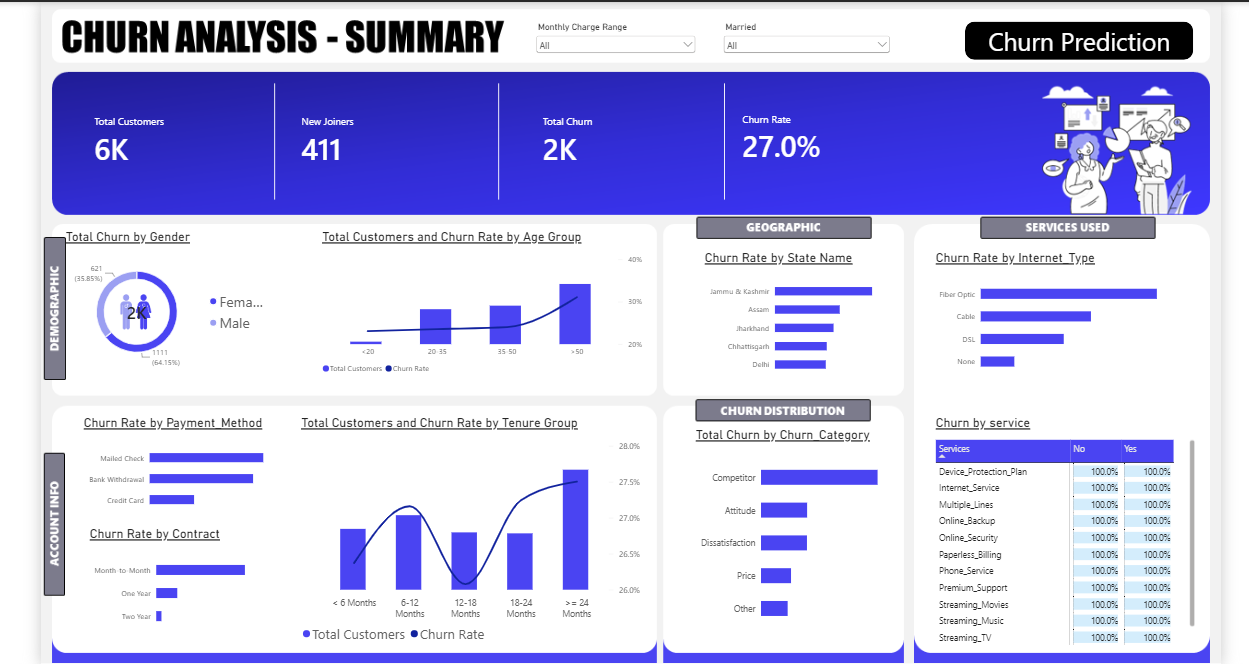 CHURN ANALYSIS - SUMMARY
Monthly Charge Range
All
Married
All
Churn Prediction
Total Customers
6K
New Joiners
411
Total Churn
2K
Churn Rate
27.0%
DEMOGRAPHIC
Total Churn by Gender
621
(35.85%)
2K
1111
(64.15%)
Fema...
Male
Total Customers and Churn Rate by Age Group
40%
30%
20%
<20
20-35
35-50
>50
Total Customers
Churn Rate
GEOGRAPHIC
Churn Rate by State Name
Jammu & Kashmir
Assam
Jharkhand
Chhattisgarh
Delhi
SERVICES USED
Churn Rate by Internet_Type
Fiber Optic
Cable
DSL
None
ACCOUNT INFO
Churn Rate by Payment_Method
Mailed Check
Bank Withdrawal
Credit Card
Churn Rate by Contract
Month-to-Month
One Year
Two Year
Total Customers and Churn Rate by Tenure Group
28.0%
27.5%
27.0%
26.5%
26.0%
< 6 Months
6-12
Months
12-18
Months
18-24
Months
>= 24
Months
Total Customers
Churn Rate
CHURN DISTRIBUTION
Total Churn by Churn_Category
Competitor
Attitude
Dissatisfaction
Price
Other
Churn by service
Services No Yes
Device_Protection_Plan 100.0% 100.0%
Internet_Service 100.0% 100.0%
Multiple_Lines 100.0% 100.0%
Online_Backup 100.0% 100.0%
Online_Security 100.0% 100.0%
Paperless_Billing 100.0% 100.0%
Phone_Service 100.0% 100.0%
Premium_Support 100.0% 100.0%
Streaming_Movies 100.0% 100.0%
Streaming_Music 100.0% 100.0%
Streaming_TV 100.0% 100.0%